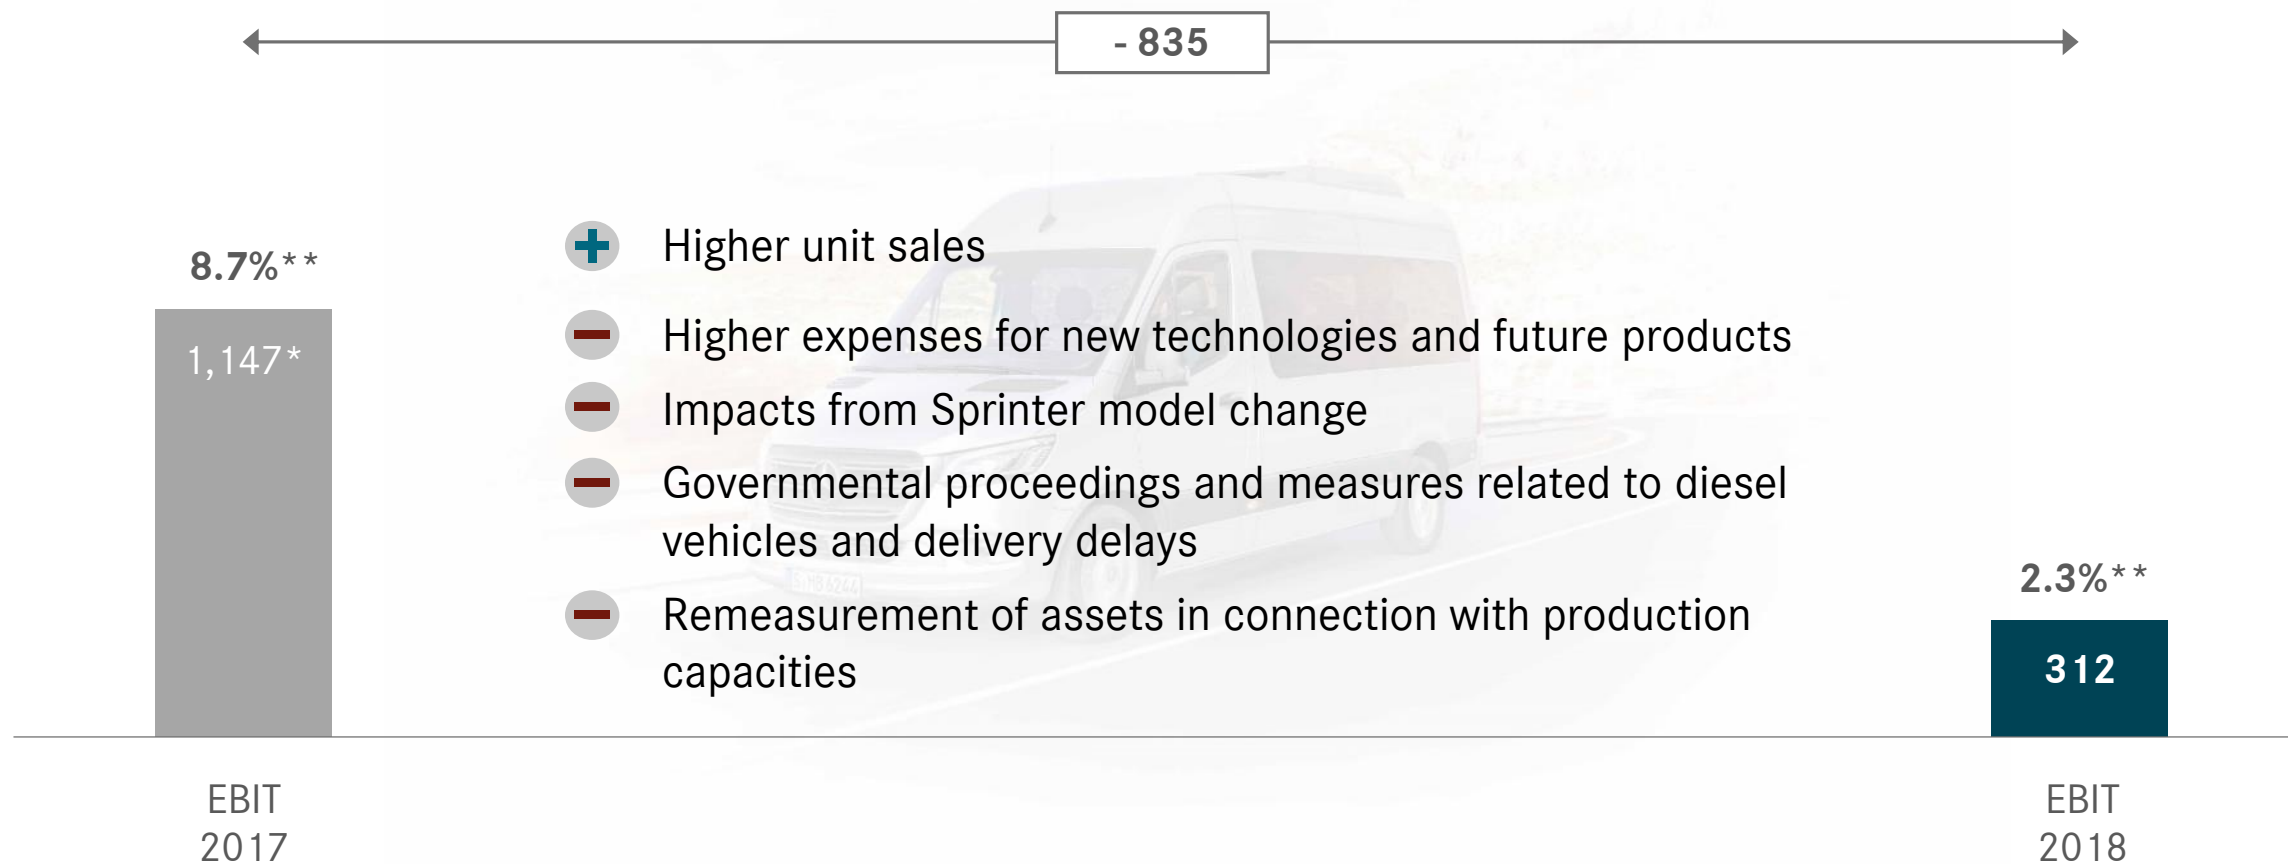 - 835
8.7%**
1,147*
Higher unit sales
Higher expenses for new technologies and future products
Impacts from Sprinter model change
Governmental proceedings and measures related to diesel
vehicles and delivery delays
Remeasurement of assets in connection with production
capacities
2.3%**
312
EBIT
2017
EBIT
2018